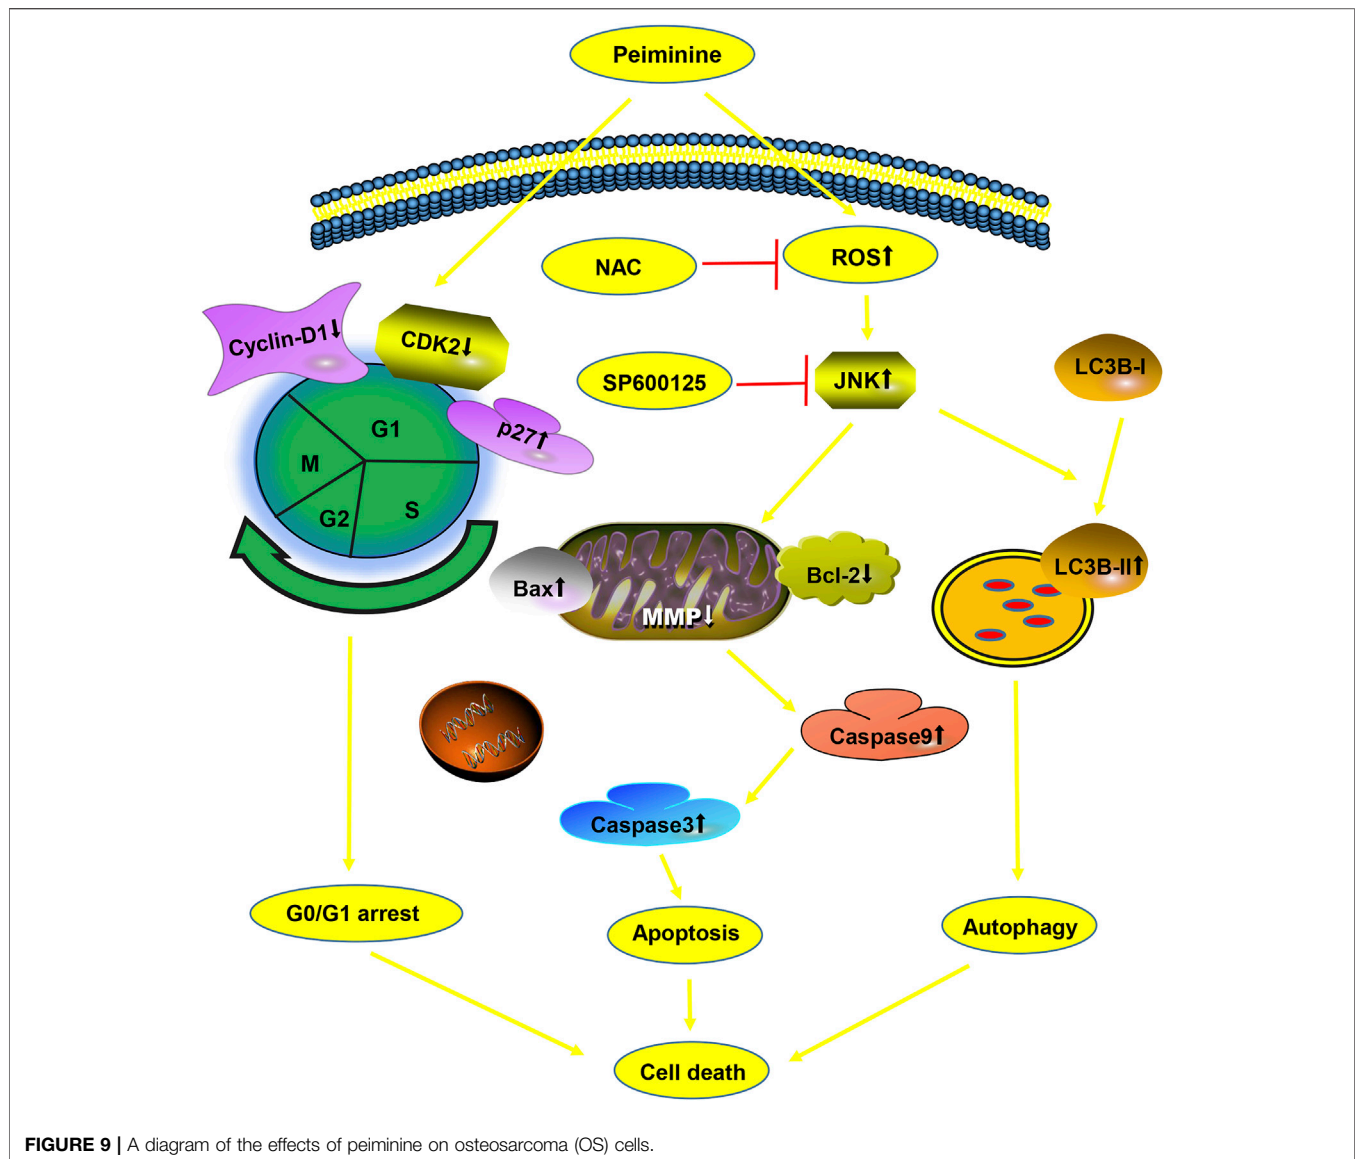 Peiminine
NAC
ROS↑
Cyclin-D1↓
CDK2↓
SP600125
JNK↑
LC3B-I
p27↑
G1
M
G2
S
Bax↑
MMP↓
Bcl-2↓
LC3B-II↑
Caspase9↑
Caspase3↑
G0/G1 arrest
Apoptosis
Autophagy
Cell death
FIGURE 9 | A diagram of the effects of peiminine on osteosarcoma (OS) cells.